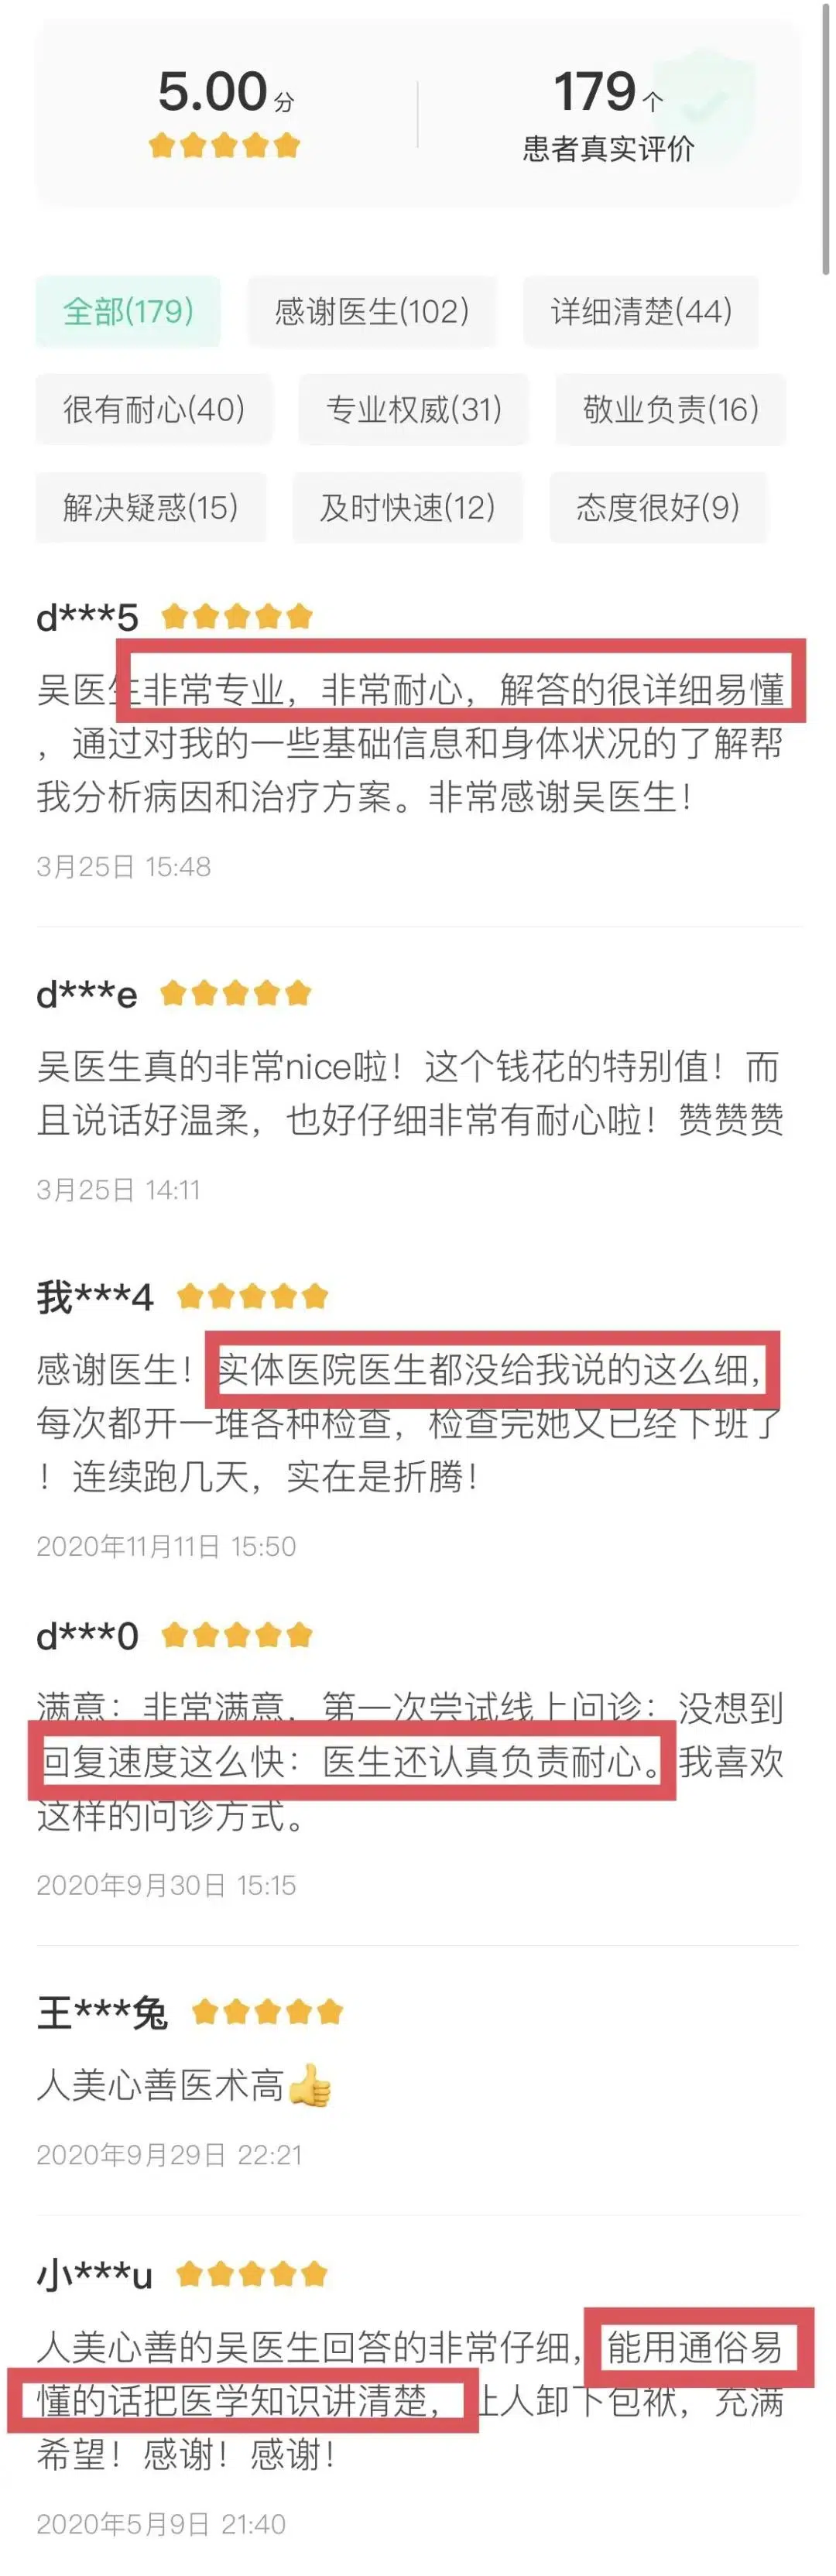 5.00分
179个
患者真实评价
全部(179)
感谢医生(102)
详细清楚(44)
很有耐心(40)
专业权威(31)
敬业负责(16)
解决疑惑(15)
及时快速(12)
态度很好(9)
d***5
吴医生非常专业，非常耐心，解答的很详细易懂
，通过对我的一些基础信息和身体状况的了解帮
我分析病因和治疗方案。非常感谢吴医生！
3月25日 15:48
d***e
吴医生真的非常nice啦！这个钱花的特别值！而
且说话好温柔，也好仔细非常有耐心啦！赞赞赞
3月25日 14:11
我***4
感谢医生！实体医院医生都没给我说的这么细，
每次都开一堆各种检查，检查完她又已经下班了
！连续跑几天，实在是折腾！
2020年11月11日 15:50
d***0
满意：非常满意，第一次尝试线上问诊：没想到
回复速度这么快：医生还认真负责耐心。我喜欢
这样的问诊方式。
2020年9月30日 15:15
王***兔
人美心善医术高👍
2020年9月29日 22:21
小***u
人美心善的吴医生回答的非常仔细，能用通俗易
懂的话把医学知识讲清楚，让人卸下包袱，充满
希望！感谢！感谢！
2020年5月9日 21:40